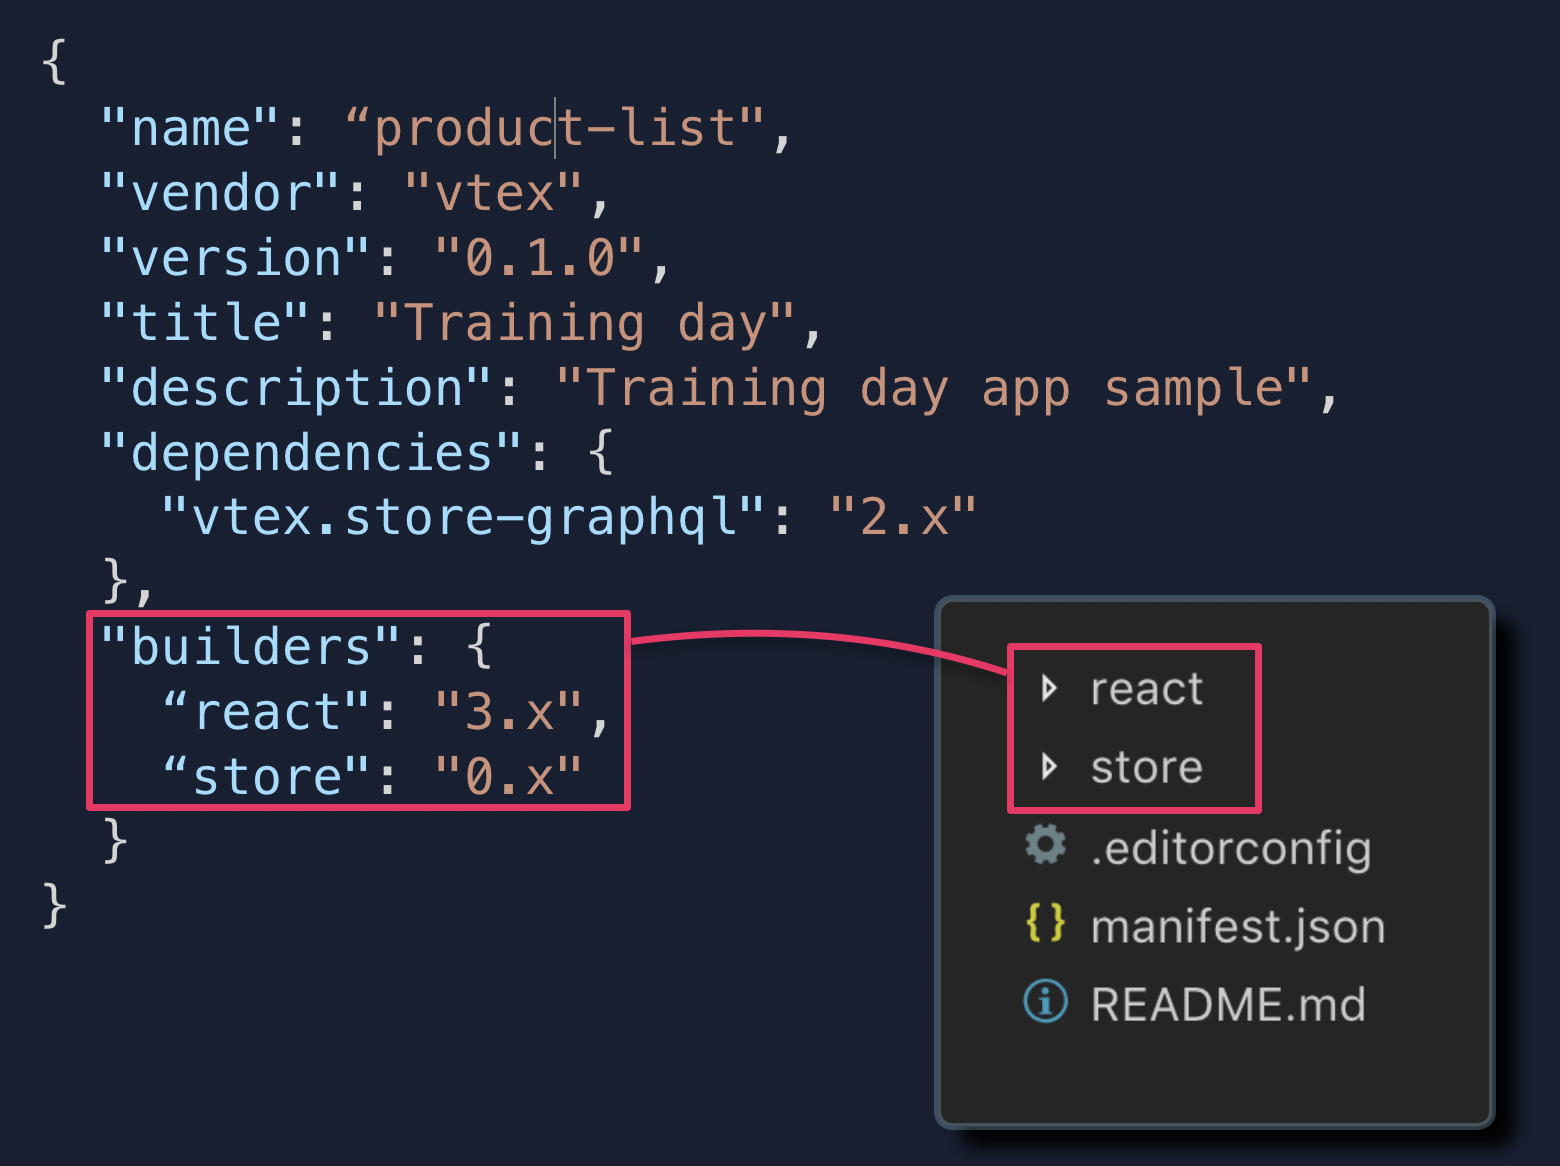 {
  "name": “product-list",
  "vendor": "vtex",
  "version": "0.1.0",
  "title": "Training day",
  "description": "Training day app sample",
  "dependencies": {
    "vtex.store-graphql": "2.x"
  },
  "builders": {
    “react": "3.x",
    “store": "0.x"
  }
}
react
store
.editorconfig
manifest.json
README.md